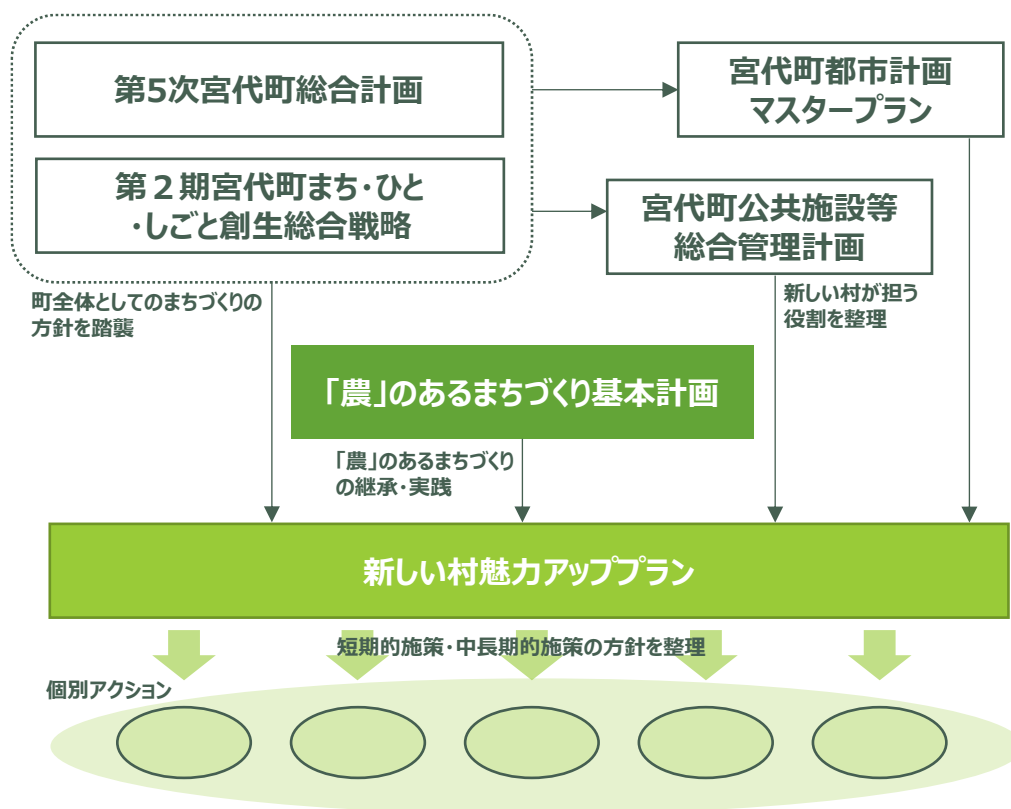 第5次宮代町総合計画
宮代町都市計画
マスタープラン
第２期宮代町まち・ひと
・しごと創生総合戦略
宮代町公共施設等
総合管理計画
町全体としてのまちづくりの
方針を踏襲
新しい村が担う
役割を整理
「農」のあるまちづくり基本計画
「農」のあるまちづくり
の継承・実践
新しい村魅力アッププラン
短期的施策・中長期的施策の方針を整理
個別アクション